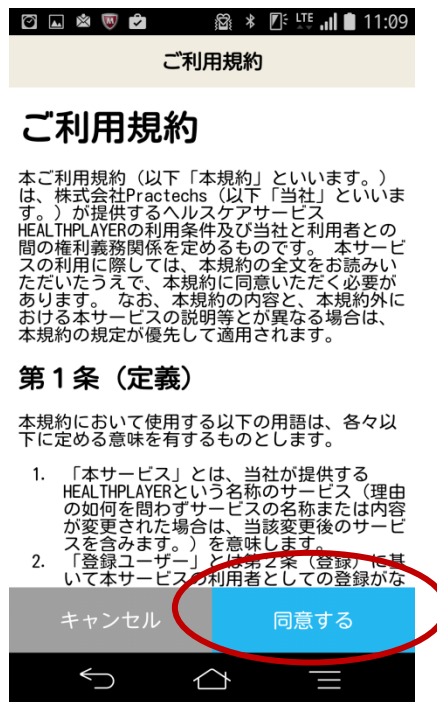 LTE 11:09
ご利用規約
ご利用規約
本ご利用規約（以下「本規約」といいます。）
は、株式会社Practechs（以下「当社」といいま
す。）が提供するヘルスケアサービス
HEALTHPLAYERの利用条件及び当社と利用者との
間の権利義務関係を定めるものです。 本サービ
スの利用に際しては、本規約の全文をお読みい
ただいたうえで、本規約に同意いただく必要が
あります。 なお、本規約の内容と、本規約外に
おける本サービスの説明等とが異なる場合は、
本規約の規定が優先して適用されます。
第１条（定義）
本規約において使用する以下の用語は、各々以
下に定める意味を有するものとします。
1. 「本サービス」とは、当社が提供する
HEALTHPLAYERという名称のサービス（理由
の如何を問わずサービスの名称または内容
が変更された場合は、当該変更後のサービ
スを含みます。）を意味します。
2. 「登録ユーザー」とは第２条（登録）に基
いて本サービスの利用者としての登録がな
キャンセル 同意する